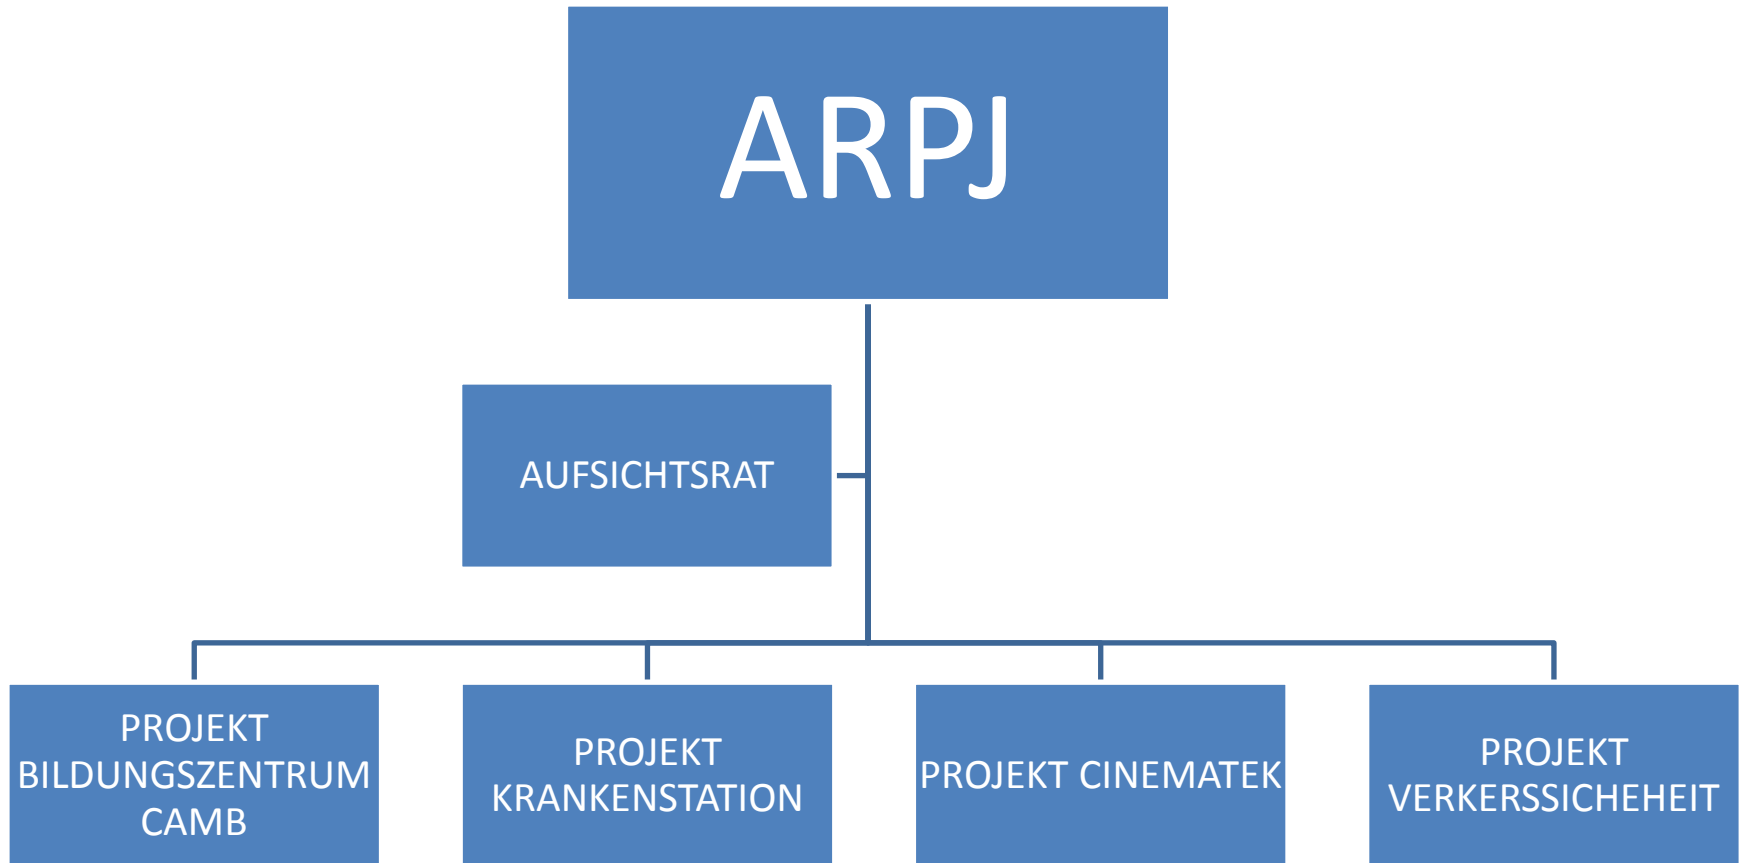 ARPJ
AUFSICHTSRAT
PROJEKT
BILDUNGSZENTRUM
CAMB
PROJEKT
KRANKENSTATION
PROJEKT CINEMATEK
PROJEKT
VERKERSSICHEHEIT